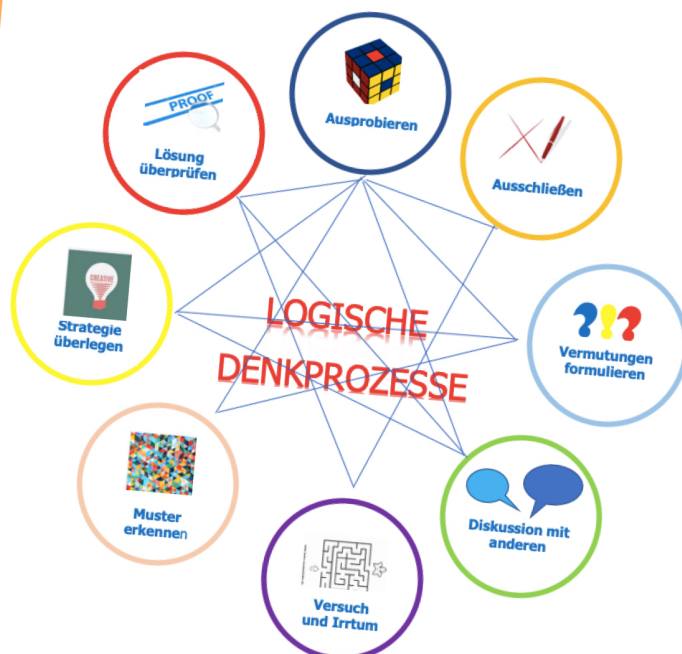 Ausprobieren
PROOF
Lösung
überprüfen
Ausschließen
CREATIVE
Strategie
überlegen
LOGISCHE
DENKPROZESSE
Vermutungen
formulieren
Muster
erkennen
Diskussion mit
anderen
Versuch
und Irrtum